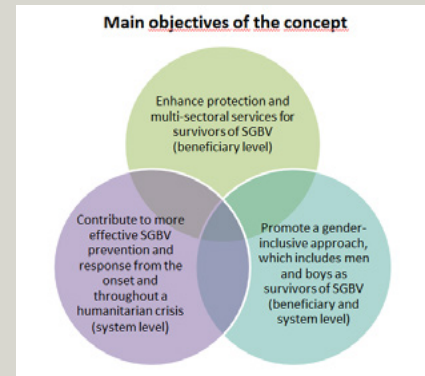 Main objectives of the concept
Enhance protection and
multi-sectoral services for
survivors of SGBV
(beneficiary level)
Contribute to more
effective SGBV
prevention and
response from the
onset and
throughout a
humanitarian crisis
(system level)
Promote a gender-
inclusive approach,
which includes men
and boys as
survivors of SGBV
(beneficiary and
system level)